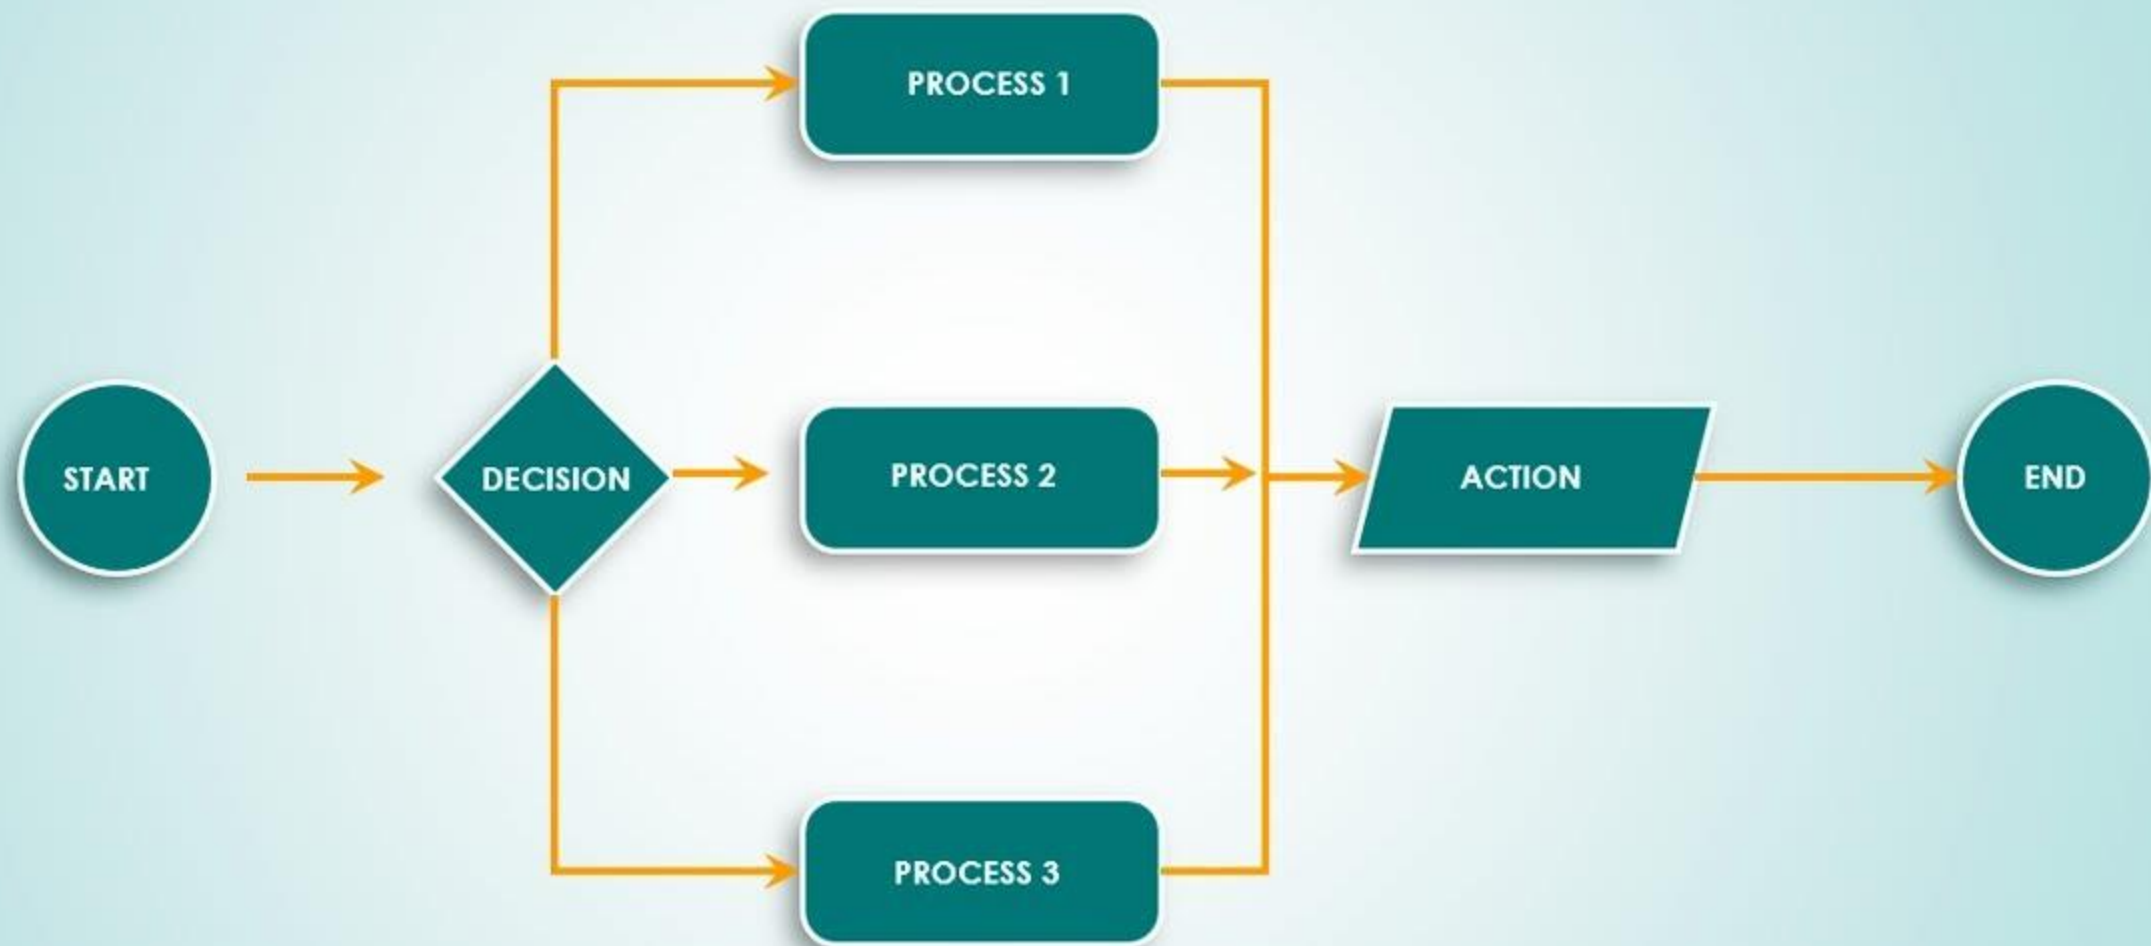 START
DECISION
PROCESS 1
PROCESS 2
PROCESS 3
ACTION
END